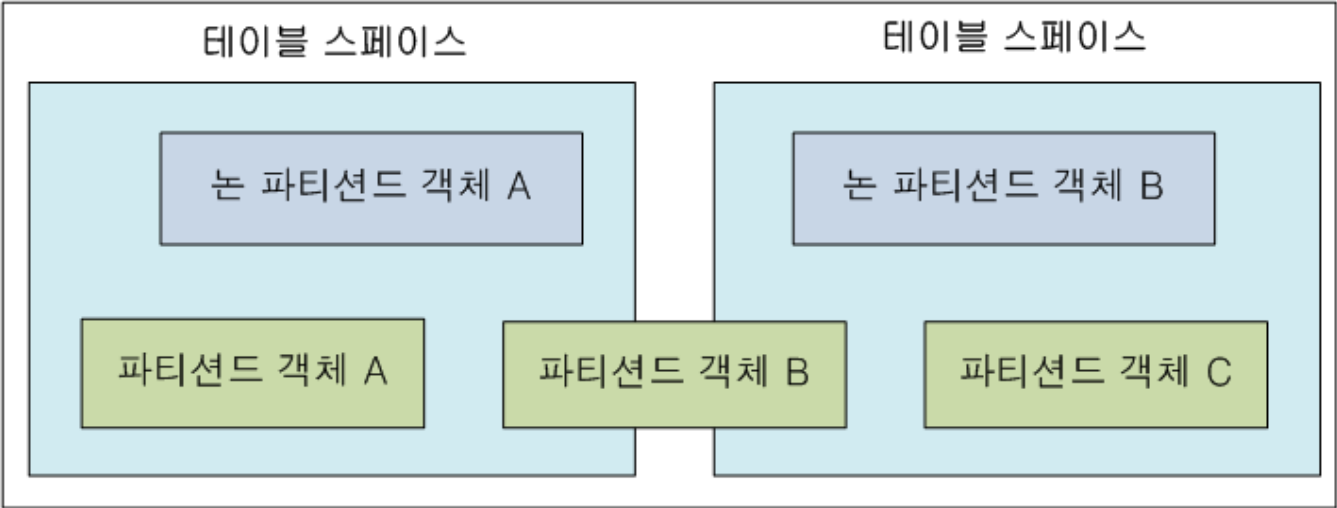 테이블 스페이스
테이블 스페이스
논 파티션드 객체 A
논 파티션드 객체 B
파티션드 객체 A
파티션드 객체 B
파티션드 객체 C